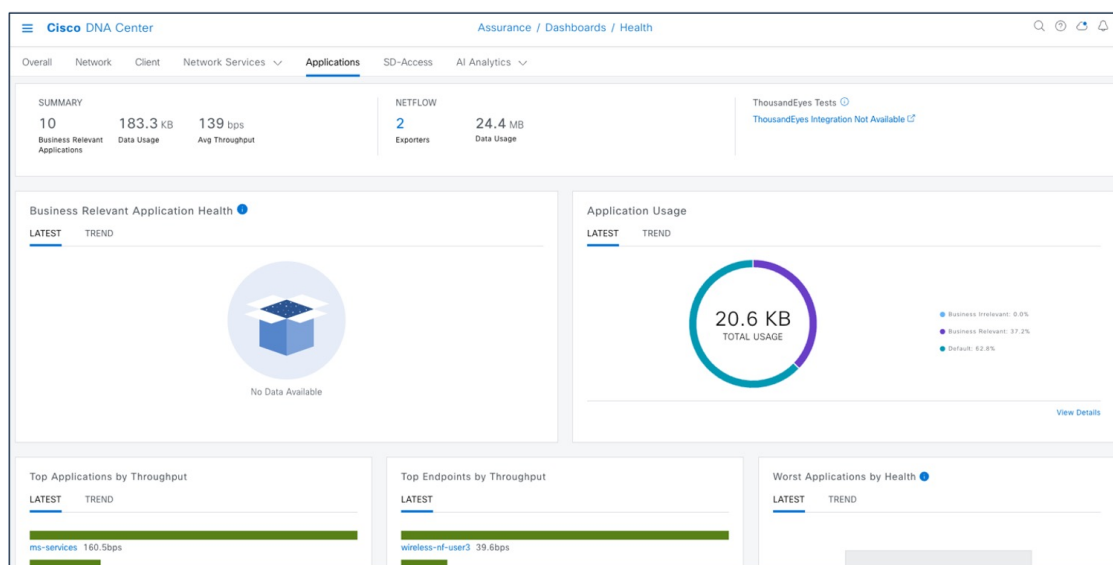 Cisco DNA Center
Assurance / Dashboards / Health
Overall Network Client Network Services Applications SD-Access AI Analytics
SUMMARY
10 183.3 KB 139 bps
Business Relevant Applications Data Usage Avg Throughput
NETFLOW
2 24.4 MB
Exporters Data Usage
ThousandEyes Tests
ThousandEyes Integration Not Available
Business Relevant Application Health
LATEST TREND
No Data Available
Application Usage
LATEST TREND
20.6 KB
TOTAL USAGE
Business Irrelevant: 0.0%
Business Relevant: 37.2%
Default: 62.8%
View Details
Top Applications by Throughput
LATEST TREND
ms-services 160.5bps
Top Endpoints by Throughput
LATEST
wireless-nf-user3 39.6bps
Worst Applications by Health
LATEST TREND